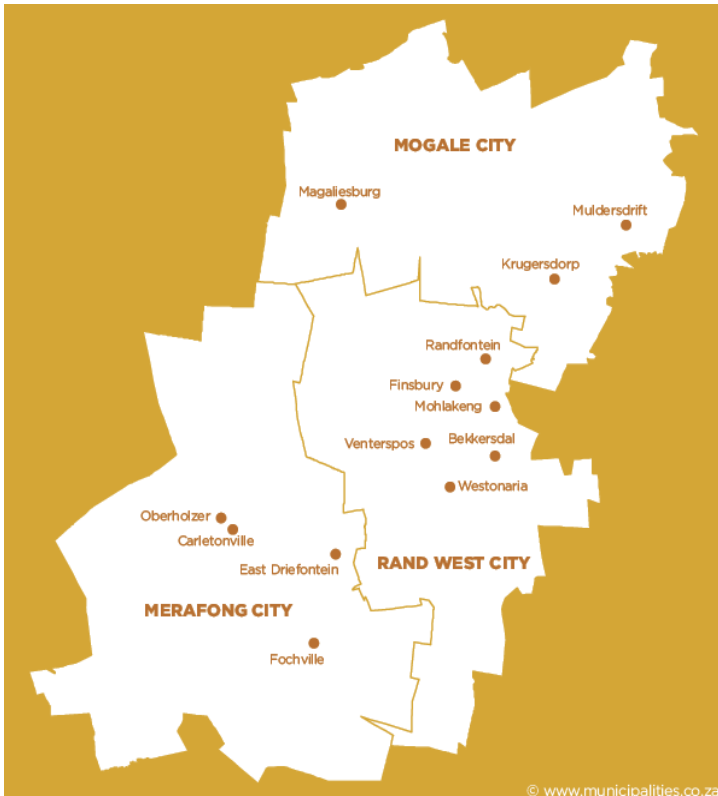 MOGALE CITY
Magaliesburg
Muldersdrift
Krugersdorp
Randfontein
Finsbury
Mohlakeng
Bekkersdal
Venterspos
Westonaria
Oberholzer
Carletonville
East Driefontein
RAND WEST CITY
MERAFONG CITY
Fochville
© www.municipalities.co.za